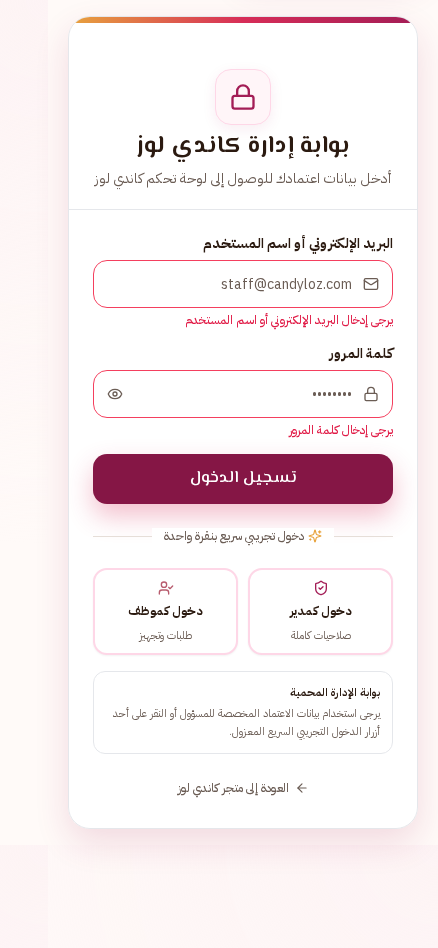 بوابة إدارة كاندي لوز
أدخل بيانات اعتمادك للوصول إلى لوحة تحكم كاندي لوز
البريد الإلكتروني أو اسم المستخدم
staff@candyloz.com
يرجى إدخال البريد الإلكتروني أو اسم المستخدم
كلمة المرور
••••••••
يرجى إدخال كلمة المرور
تسجيل الدخول
دخول تجريبي سريع بنقرة واحدة
دخول كمدير
صلاحيات كاملة
دخول كموظف
طلبات وتجهيز
بوابة الإدارة المحمية
يرجى استخدام بيانات الاعتماد المخصصة للمسؤول أو النقر على أحد
أزرار الدخول التجريبي السريع المعزول.
العودة إلى متجر كاندي لوز